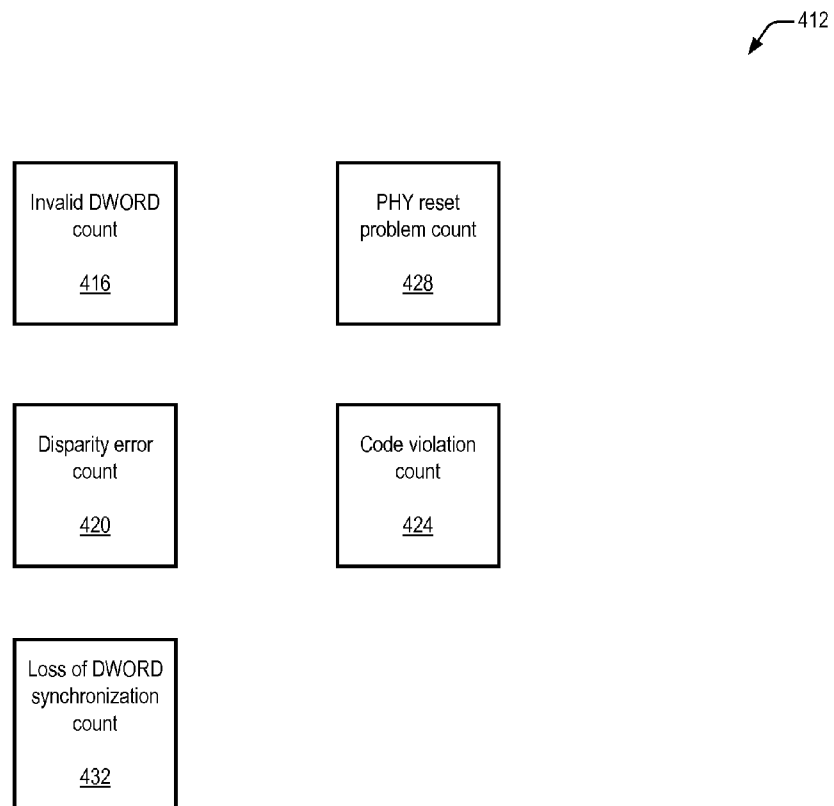 412
Invalid DWORD
count
416
PHY reset
problem count
428
Disparity error
count
420
Code violation
count
424
Loss of DWORD
synchronization
count
432